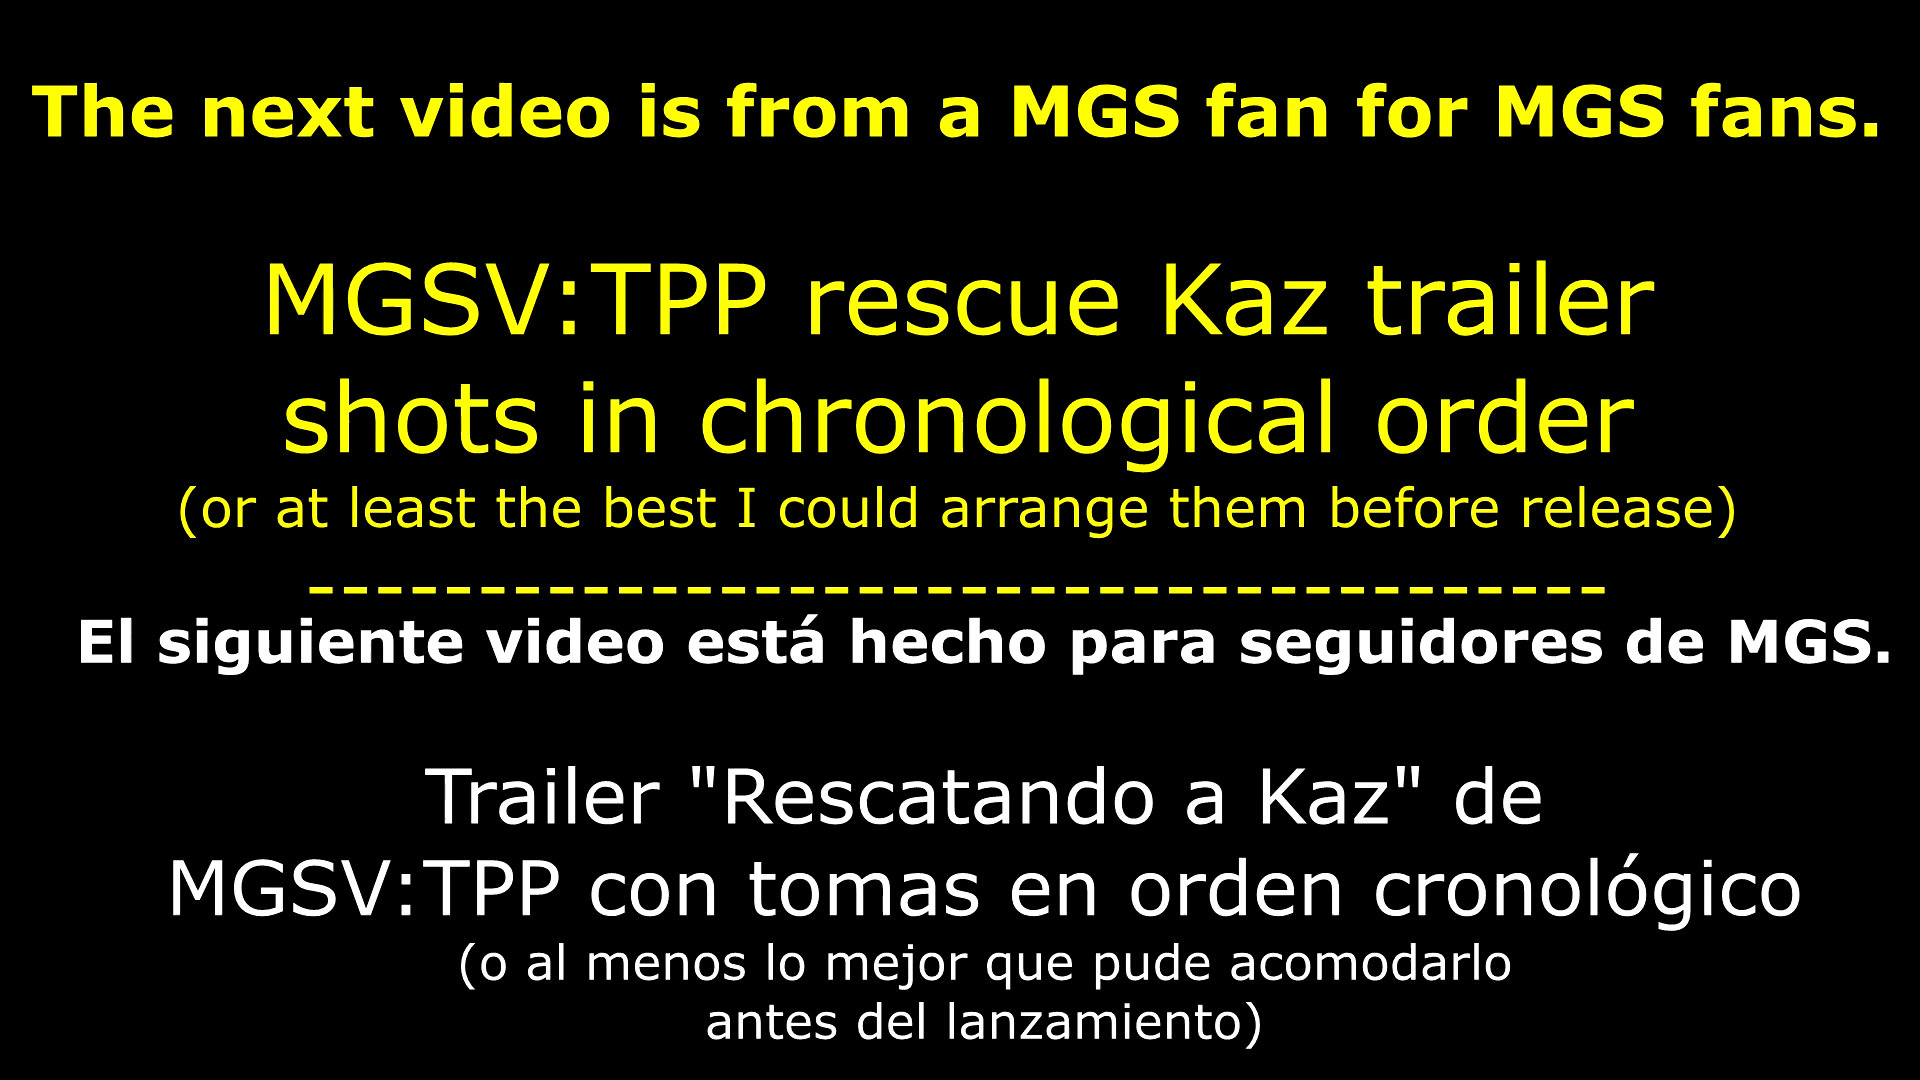 The next video is from a MGS fan for MGS fans.
MGSV:TPP rescue Kaz trailer
shots in chronological order
(or at least the best I could arrange them before release)
--------------------------------------
El siguiente video está hecho para seguidores de MGS.
Trailer "Rescatando a Kaz" de
MGSV:TPP con tomas en orden cronológico
(o al menos lo mejor que pude acomodarlo
antes del lanzamiento)